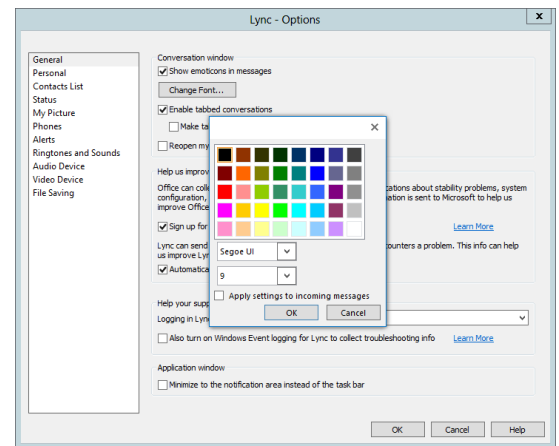 Lync - Options
x
General
Personal
Contacts List
Status
My Picture
Phones
Alerts
Ringtones and Sounds
Audio Device
Video Device
File Saving
Conversation window
Show emoticons in messages
Change Font...
Enable tabbed conversations
Make ta
Reopen my
Help us improv
Office can colle
cations about stability problems, system
configuration,
ation is sent to Microsoft to help us
improve Office
Sign up for
Learn More
Lync can send
counters a problem. This info can help
us improve Lyn
Automatica
Segoe UI
9
Apply settings to incoming messages
OK
Cancel
Help your supp
Logging in Lync
Also turn on Windows Event logging for Lync to collect troubleshooting info
Learn More
Application window
Minimize to the notification area instead of the task bar
OK
Cancel
Help